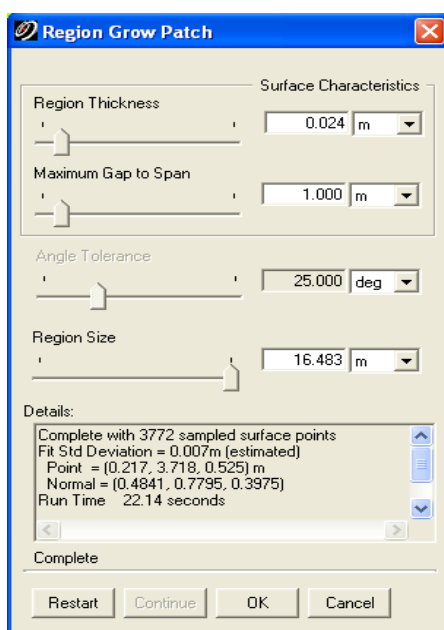 Region Grow Patch
Surface Characteristics
Region Thickness
0.024 m
Maximum Gap to Span
1.000 m
Angle Tolerance
25.000 deg
Region Size
16.483 m
Details:
Complete with 3772 sampled surface points
Fit Std Deviation = 0.007m (estimated)
Point = (0.217, 3.718, 0.525) m
Normal = (0.4841, 0.7795, 0.3975)
Run Time 22.14 seconds
Complete
Restart Continue OK Cancel